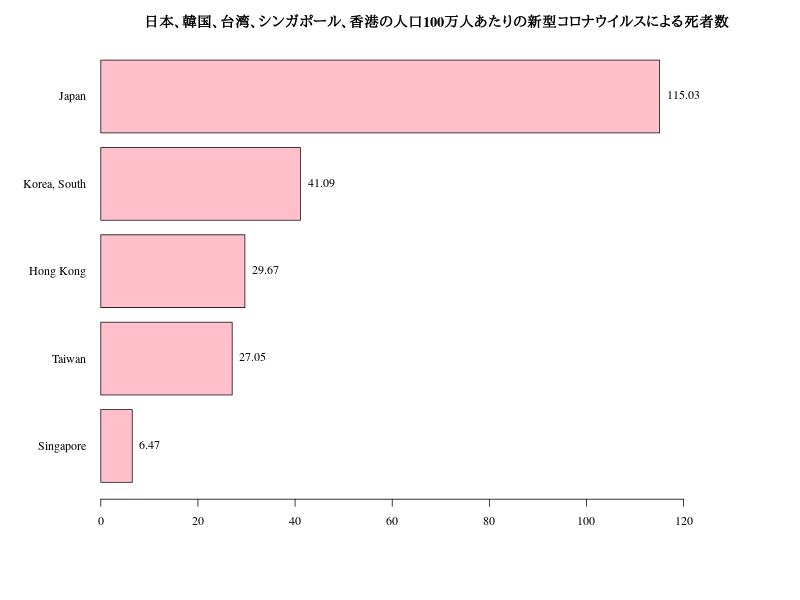 日本、韓国、台湾、シンガポール、香港の人口100万人あたりの新型コロナウイルスによる死者数
Japan 115.03
Korea, South 41.09
Hong Kong 29.67
Taiwan 27.05
Singapore 6.47
0 20 40 60 80 100 120